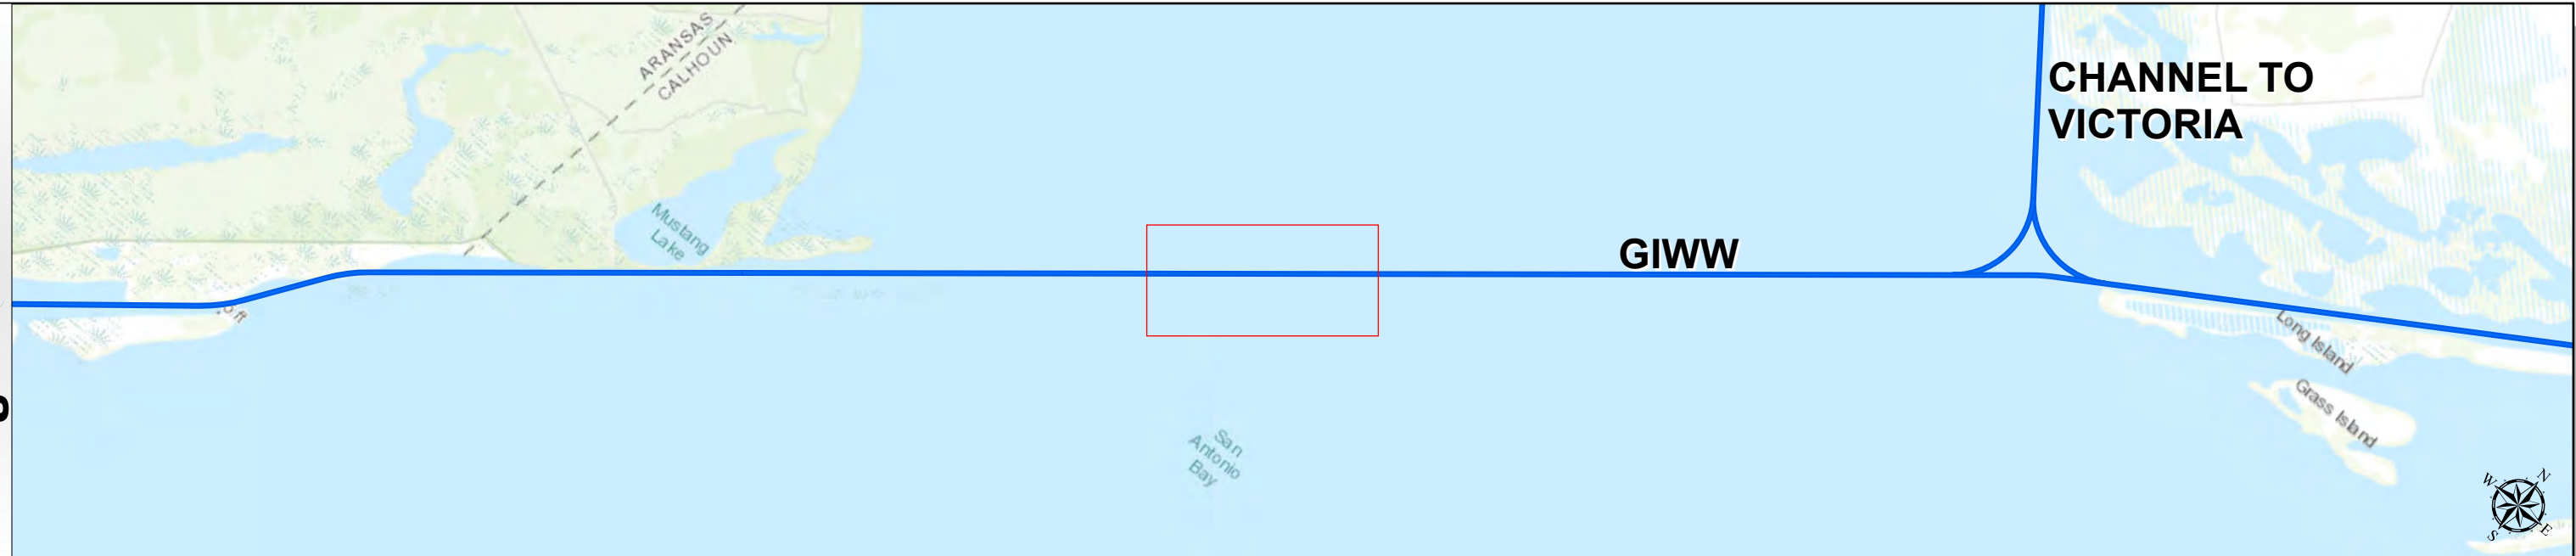 ARANSAS
CALHOUN
CHANNEL TO
VICTORIA
Mustang
Lake
GIWW
Long Island
Grass Island
San
Antonio
Bay
W N
S E